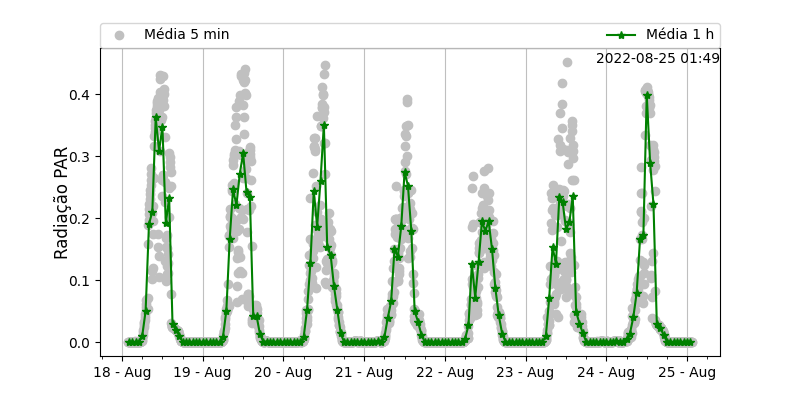 Média 5 min
Média 1 h
2022-08-25 01:49
Radiação PAR
0.4
0.3
0.2
0.1
0.0
18 - Aug
19 - Aug
20 - Aug
21 - Aug
22 - Aug
23 - Aug
24 - Aug
25 - Aug